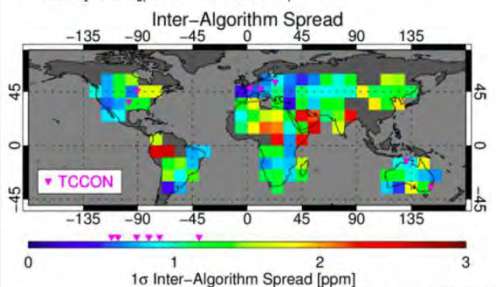 Inter−Algorithm Spread
−135 −90 −45 0 45 90 135
45 45
0 0
−45 −45
TCCON
−135 −90 −45 0 45 90 135
0 1 2 3
1σ Inter−Algorithm Spread [ppm]